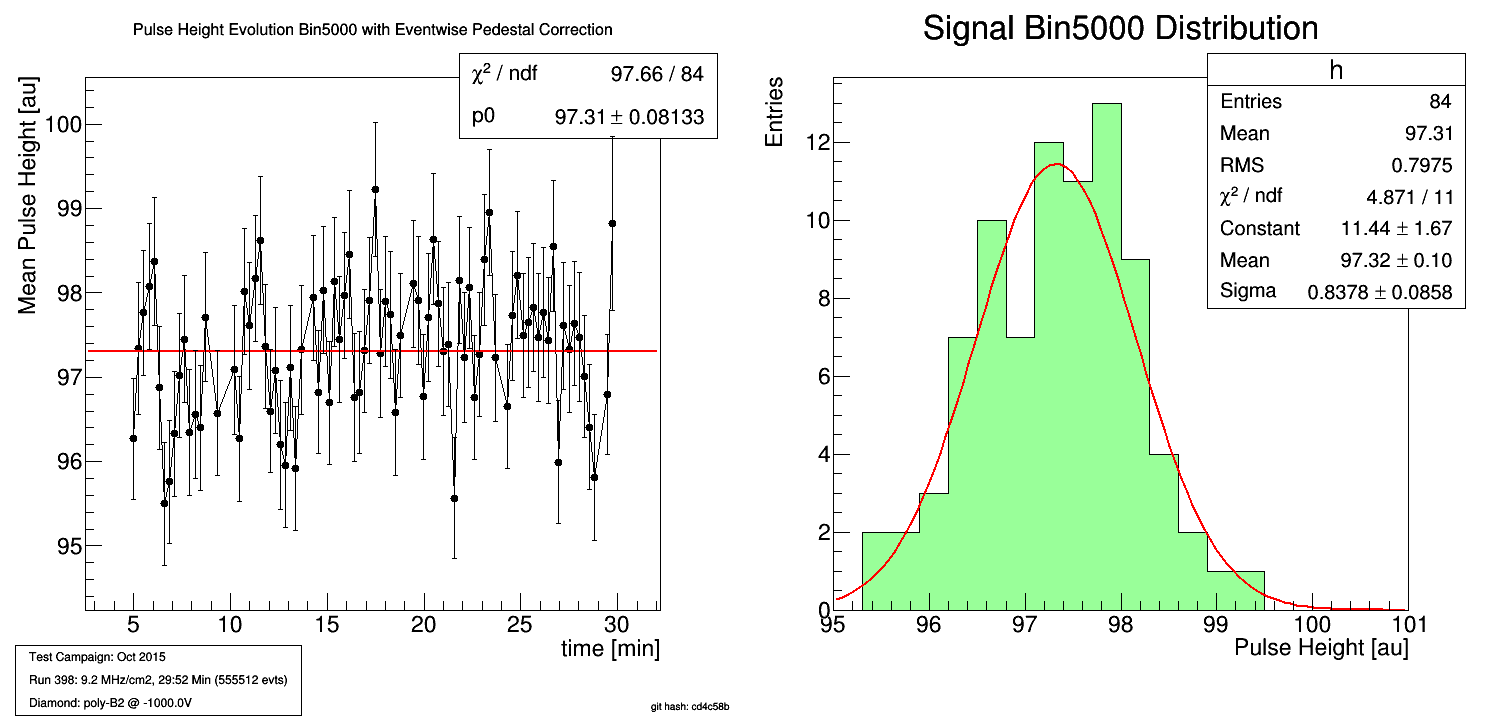 Pulse Height Evolution Bin5000 with Eventwise Pedestal Correction
χ² / ndf 97.66 / 84
p0 97.31 ± 0.08133
Mean Pulse Height [au]
100
99
98
97
96
95
5 10 15 20 25 30
time [min]
Test Campaign: Oct 2015
Run 398: 9.2 MHz/cm2, 29:52 Min (555512 evts)
Diamond: poly-B2 @ -1000.0V
git hash: cd4c58b
Signal Bin5000 Distribution
h
Entries 84
Mean 97.31
RMS 0.7975
χ² / ndf 4.871 / 11
Constant 11.44 ± 1.67
Mean 97.32 ± 0.10
Sigma 0.8378 ± 0.0858
Entries
12
10
8
6
4
2
0
95 96 97 98 99 100 101
Pulse Height [au]